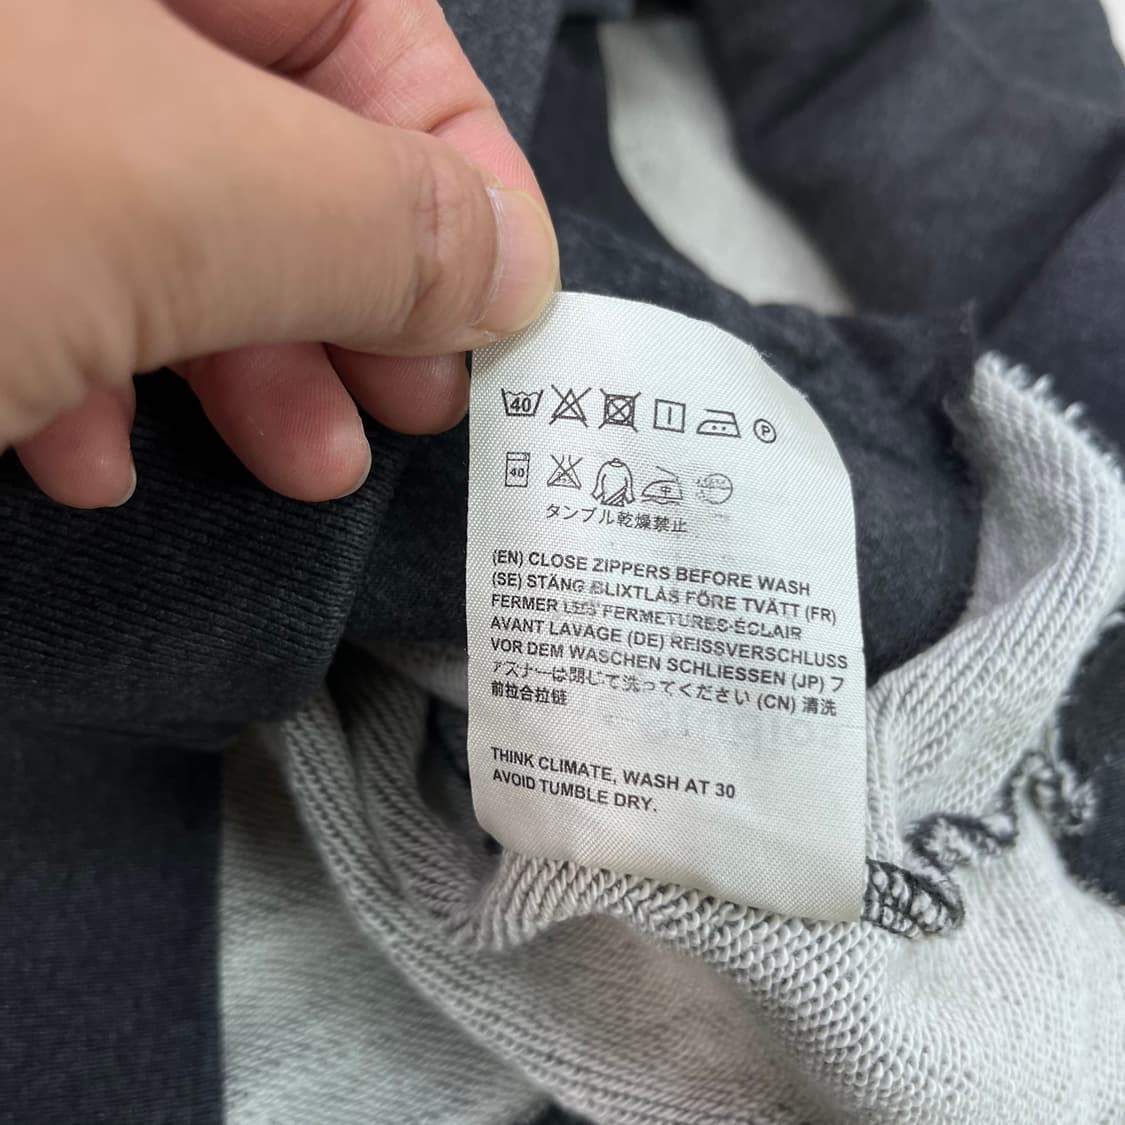 40 P
40
タンブル乾燥禁止
(EN) CLOSE ZIPPERS BEFORE WASH
(SE) STÄNG BLIXTLÅS FÖRE TVÄTT (FR)
FERMER LES FERMETURES-ÉCLAIR
AVANT LAVAGE (DE) REISSVERSCHLUSS
VOR DEM WASCHEN SCHLIESSEN (JP) フ
ァスナーは閉じて洗ってください (CN) 清洗
前拉合拉链
THINK CLIMATE, WASH AT 30
AVOID TUMBLE DRY.